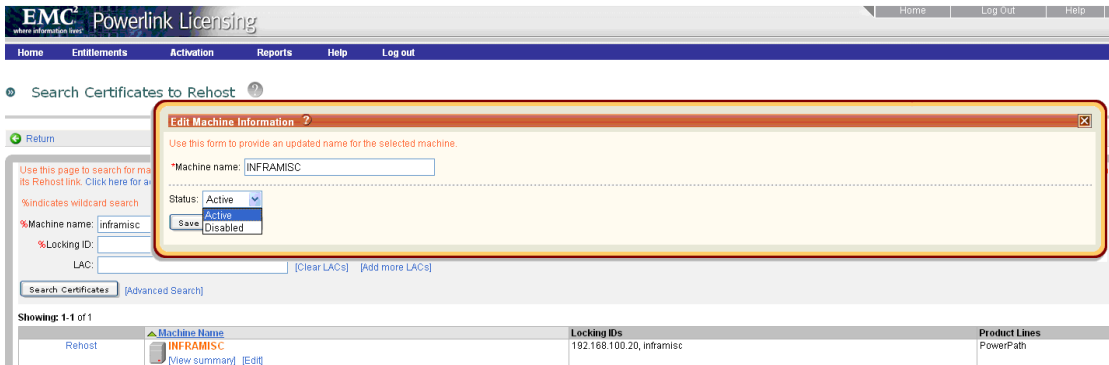 EMC² Powerlink Licensing
where information lives®
Home Log Out Help
Home Entitlements Activation Reports Help Log out
Search Certificates to Rehost ?
Edit Machine Information ?
Return
Use this form to provide an updated name for the selected machine.
*Machine name: INFRAMISC
Use this page to search for ma
its Rehost link. Click here for a
Status: Active
%indicates wildcard search
Active
Save
Disabled
%Machine name: inframisc
%Locking ID:
LAC: [Clear LACs] [Add more LACs]
Search Certificates [Advanced Search]
Showing: 1-1 of 1
Machine Name Locking IDs Product Lines
Rehost INFRAMISC 192.168.100.20, inframisc PowerPath
[View summary] [Edit]